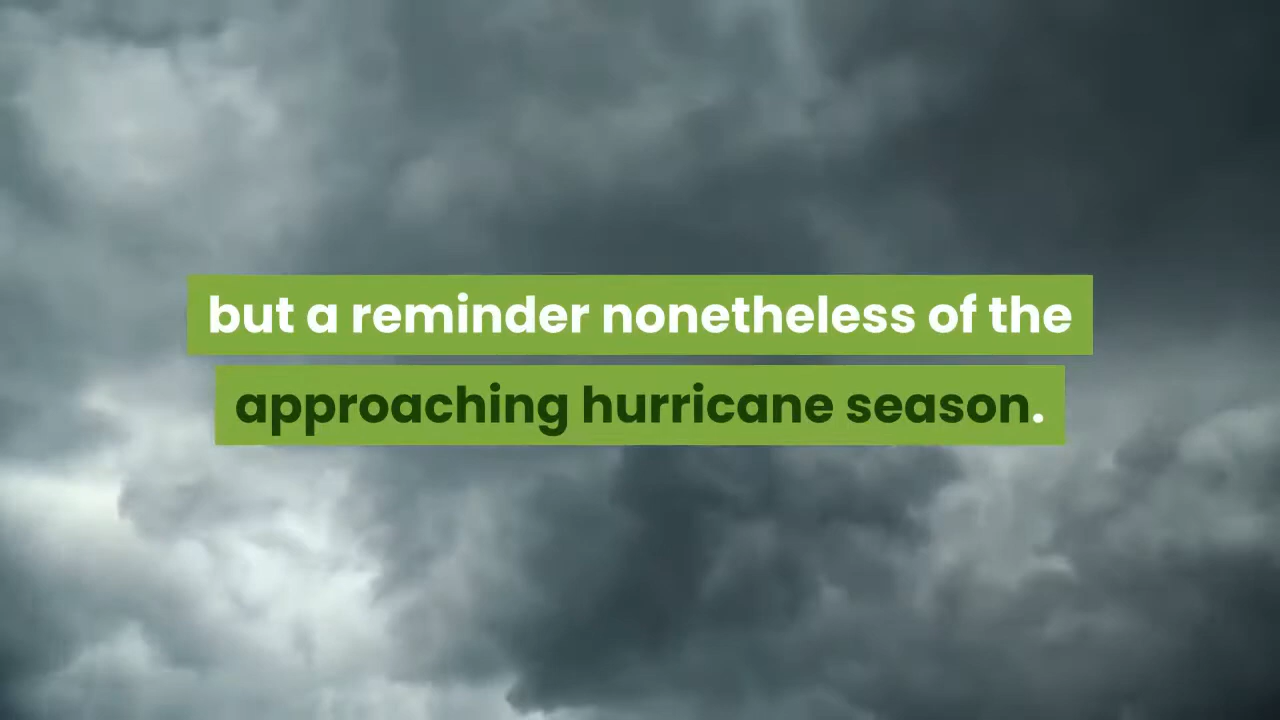 but a reminder nonetheless of the
approaching hurricane season.